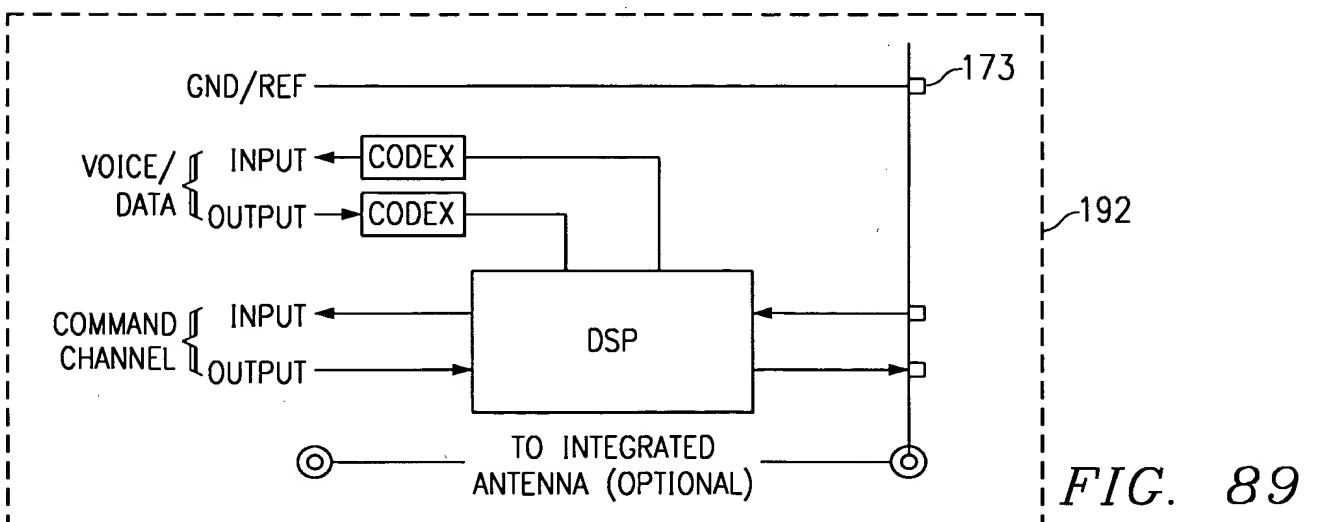 GND/REF
173
VOICE/
DATA
INPUT
CODEX
OUTPUT
CODEX
192
COMMAND
CHANNEL
INPUT
OUTPUT
DSP
TO INTEGRATED
ANTENNA (OPTIONAL)
FIG. 89